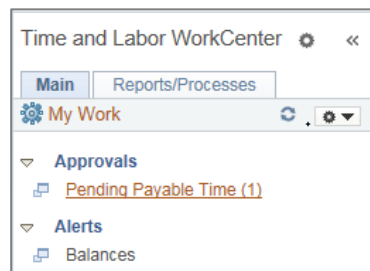 Time and Labor WorkCenter «
Main Reports/Processes
My Work
Approvals
Pending Payable Time (1)
Alerts
Balances